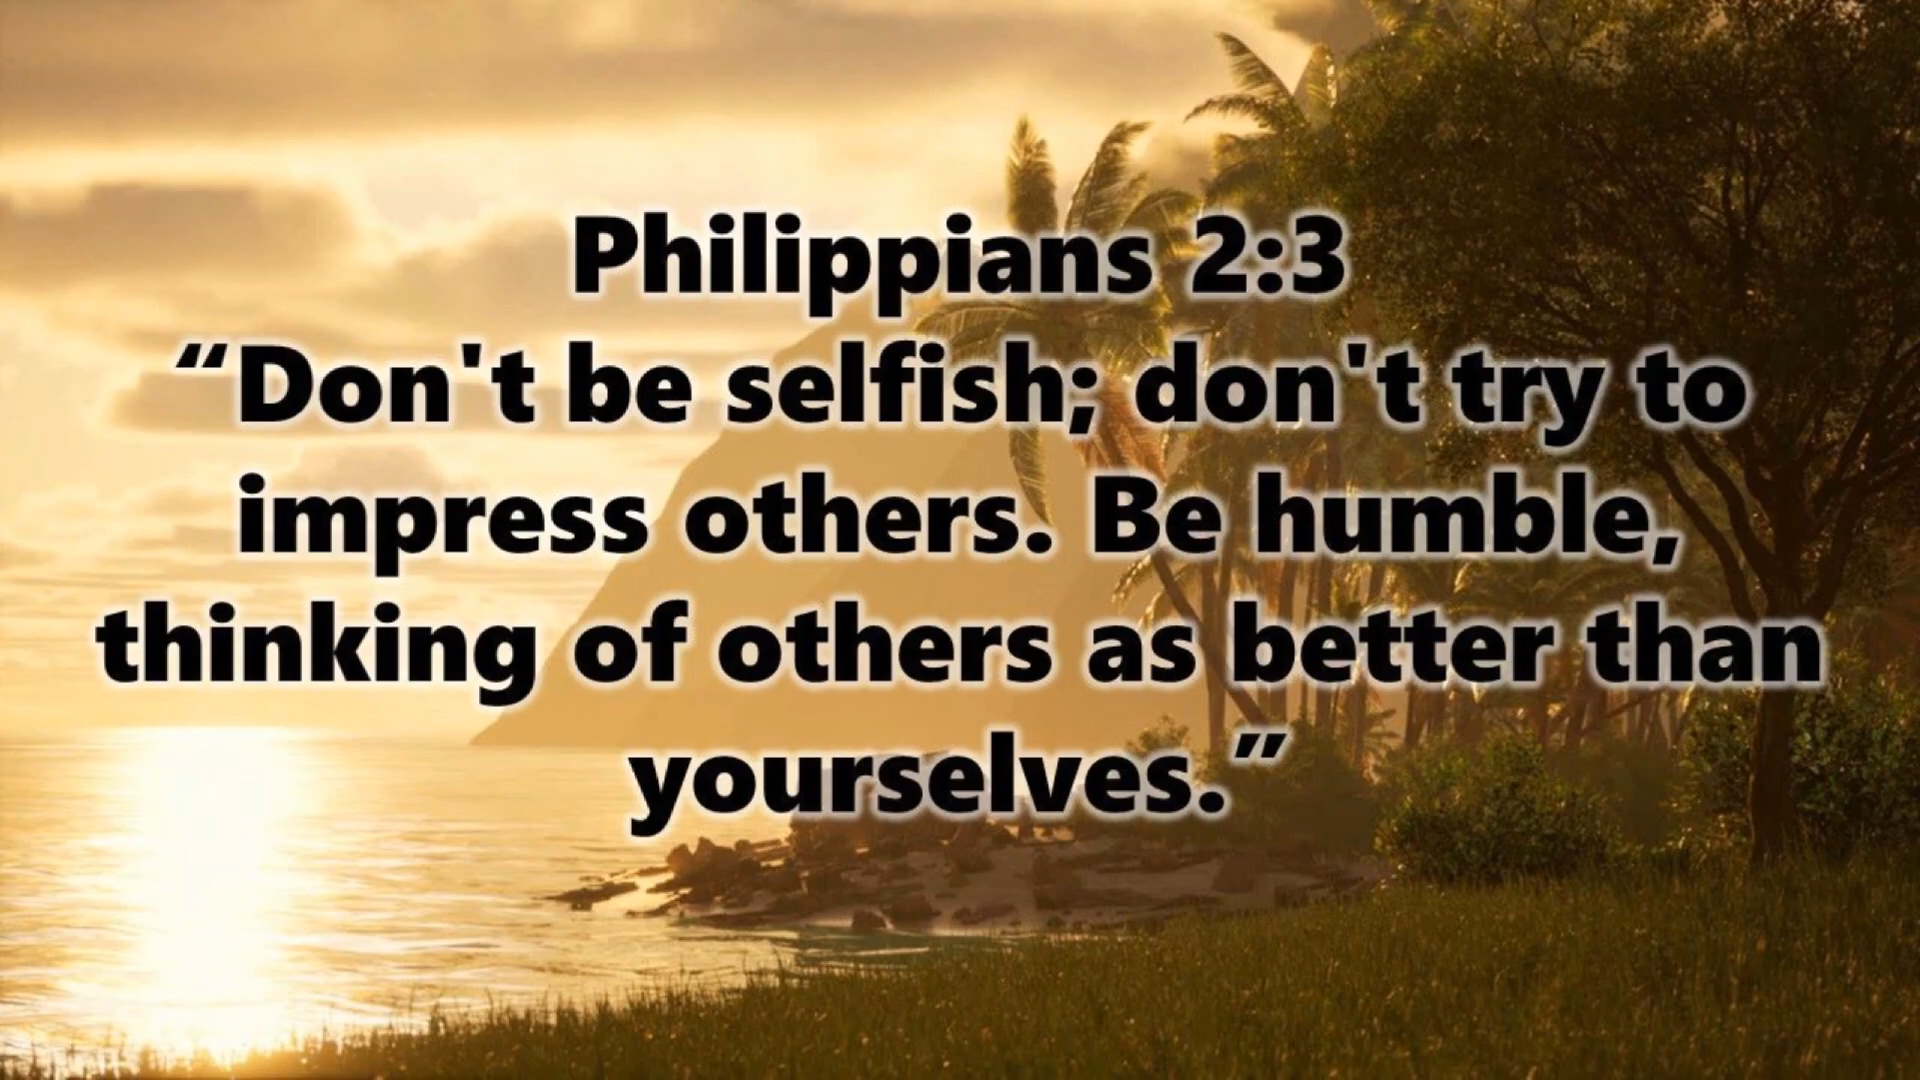 Philippians 2:3
“Don't be selfish; don't try to
impress others. Be humble,
thinking of others as better than
yourselves.”